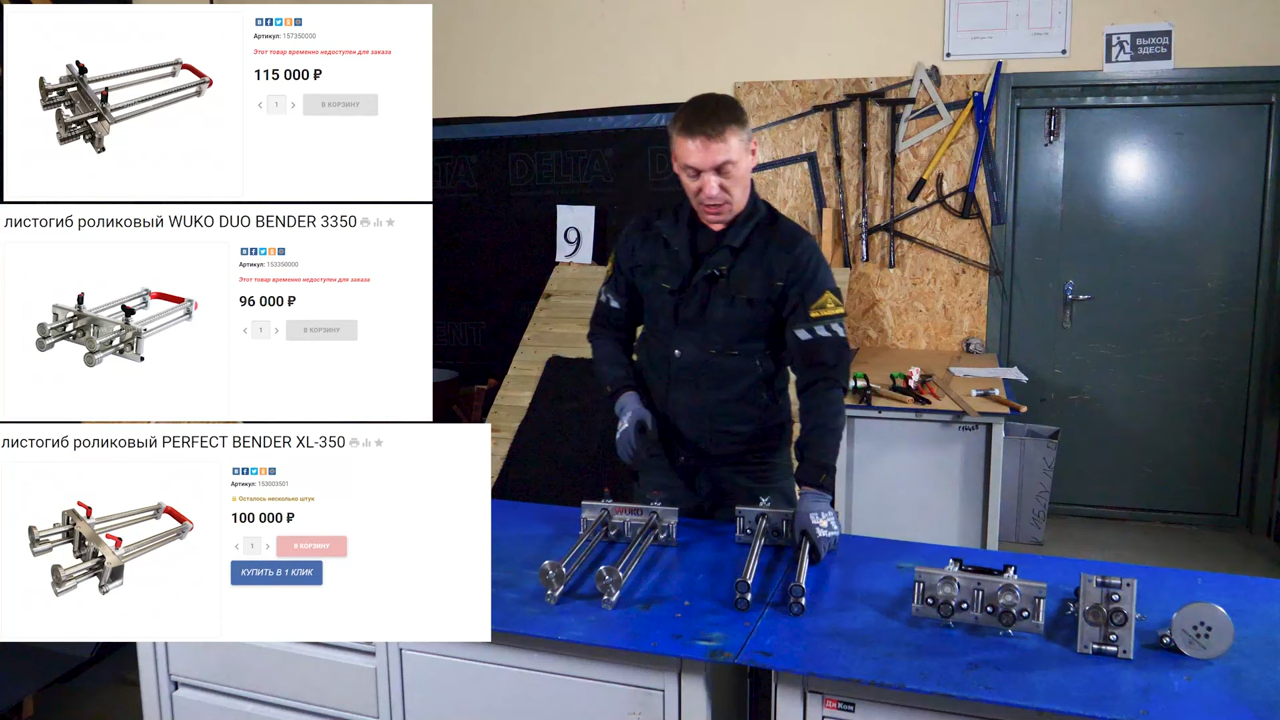 Артикул: 157350000
Этот товар временно недоступен для заказа
115 000 ₽
1
В КОРЗИНУ
листогиб роликовый WUKO DUO BENDER 3350
Артикул: 153350000
Этот товар временно недоступен для заказа
96 000 ₽
1
В КОРЗИНУ
листогиб роликовый PERFECT BENDER XL-350
Артикул: 153003501
Осталось несколько штук
100 000 ₽
1
В КОРЗИНУ
КУПИТЬ В 1 КЛИК
ВЫХОД
ЗДЕСЬ
DELTA
DELTA
9
WUKO
ДиКом